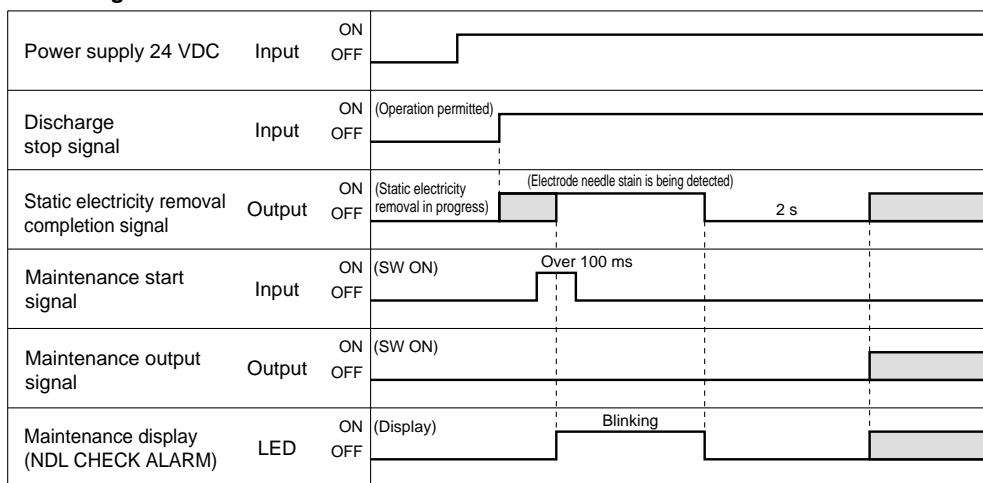 Power supply 24 VDC Input ON OFF
Discharge stop signal Input ON OFF (Operation permitted)
Static electricity removal completion signal Output ON OFF (Static electricity removal in progress) (Electrode needle stain is being detected) 2 s
Maintenance start signal Input ON OFF (SW ON) Over 100 ms
Maintenance output signal Output ON OFF (SW ON)
Maintenance display (NDL CHECK ALARM) LED ON OFF (Display) Blinking